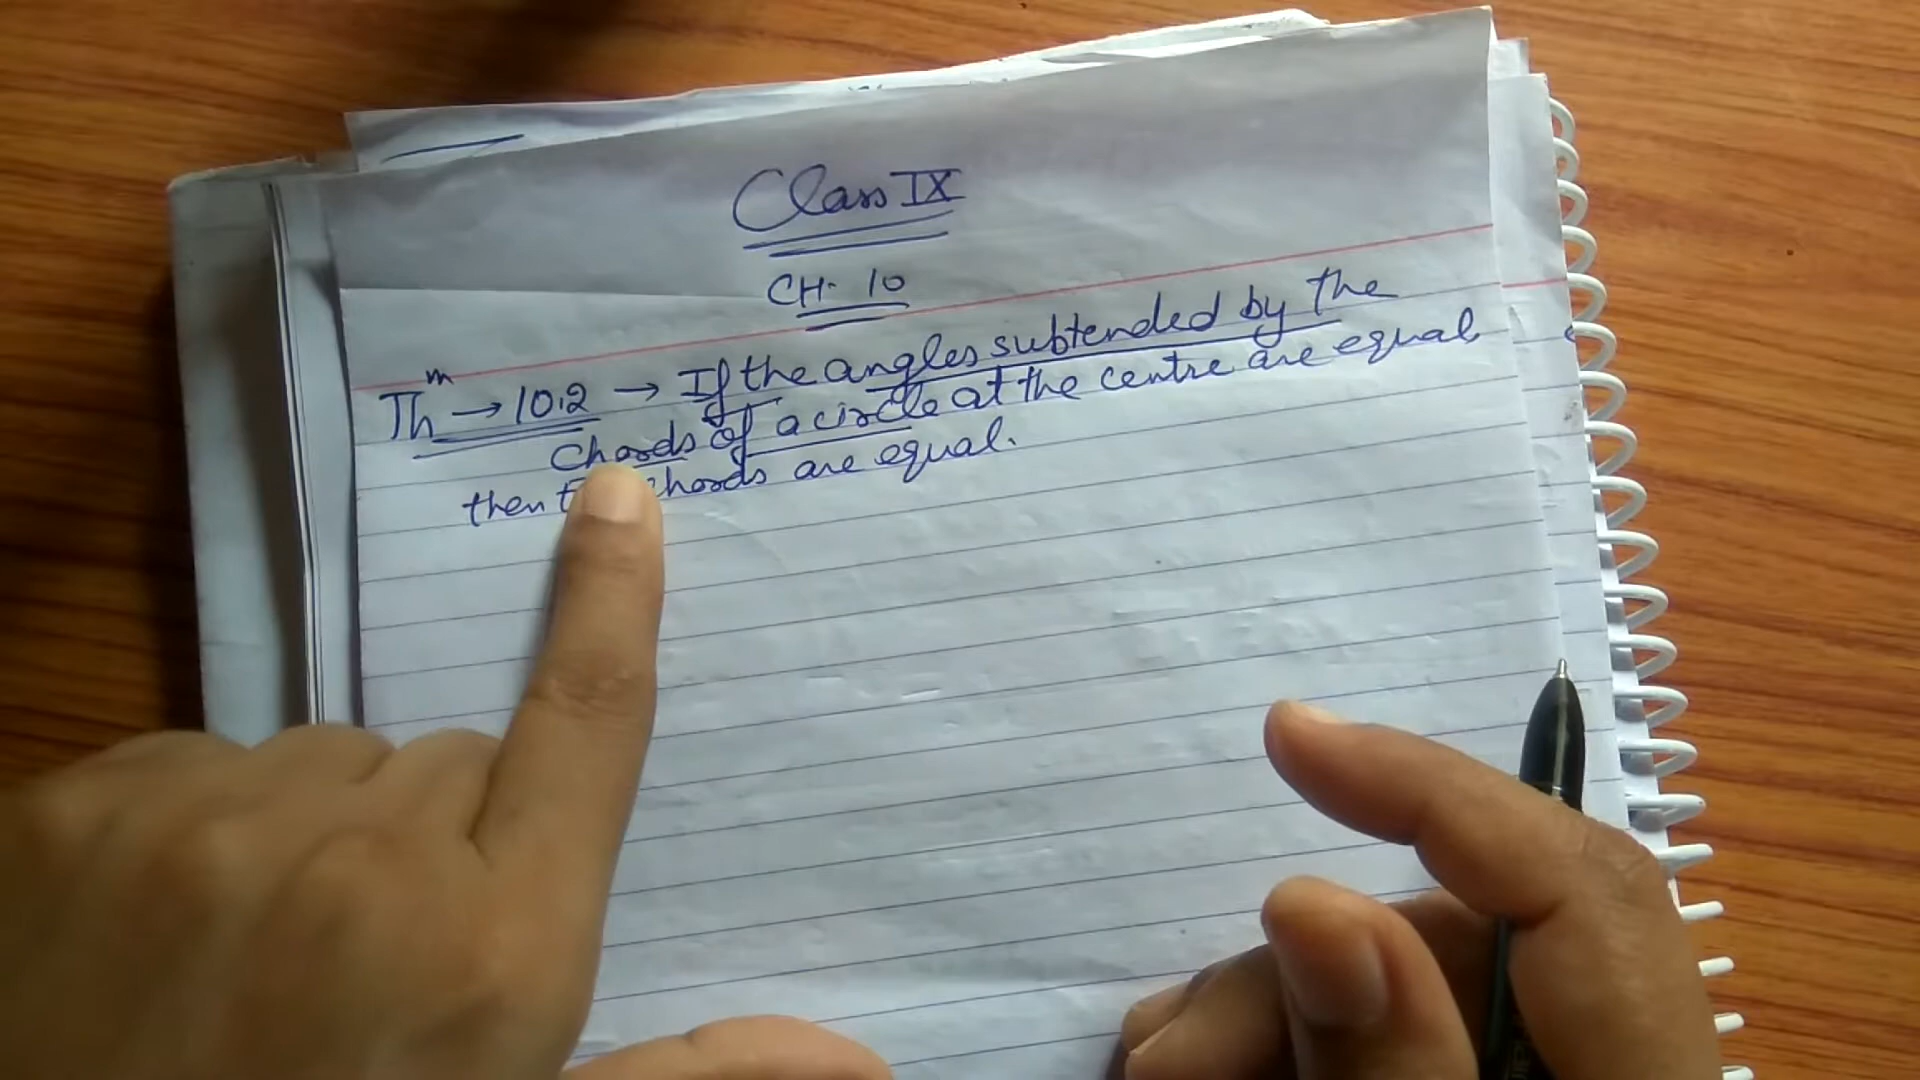 Class IX
CH. 10
Thm → 10.2 → If the angles subtended by the
Chords of a circle at the centre are equal
then chords are equal.